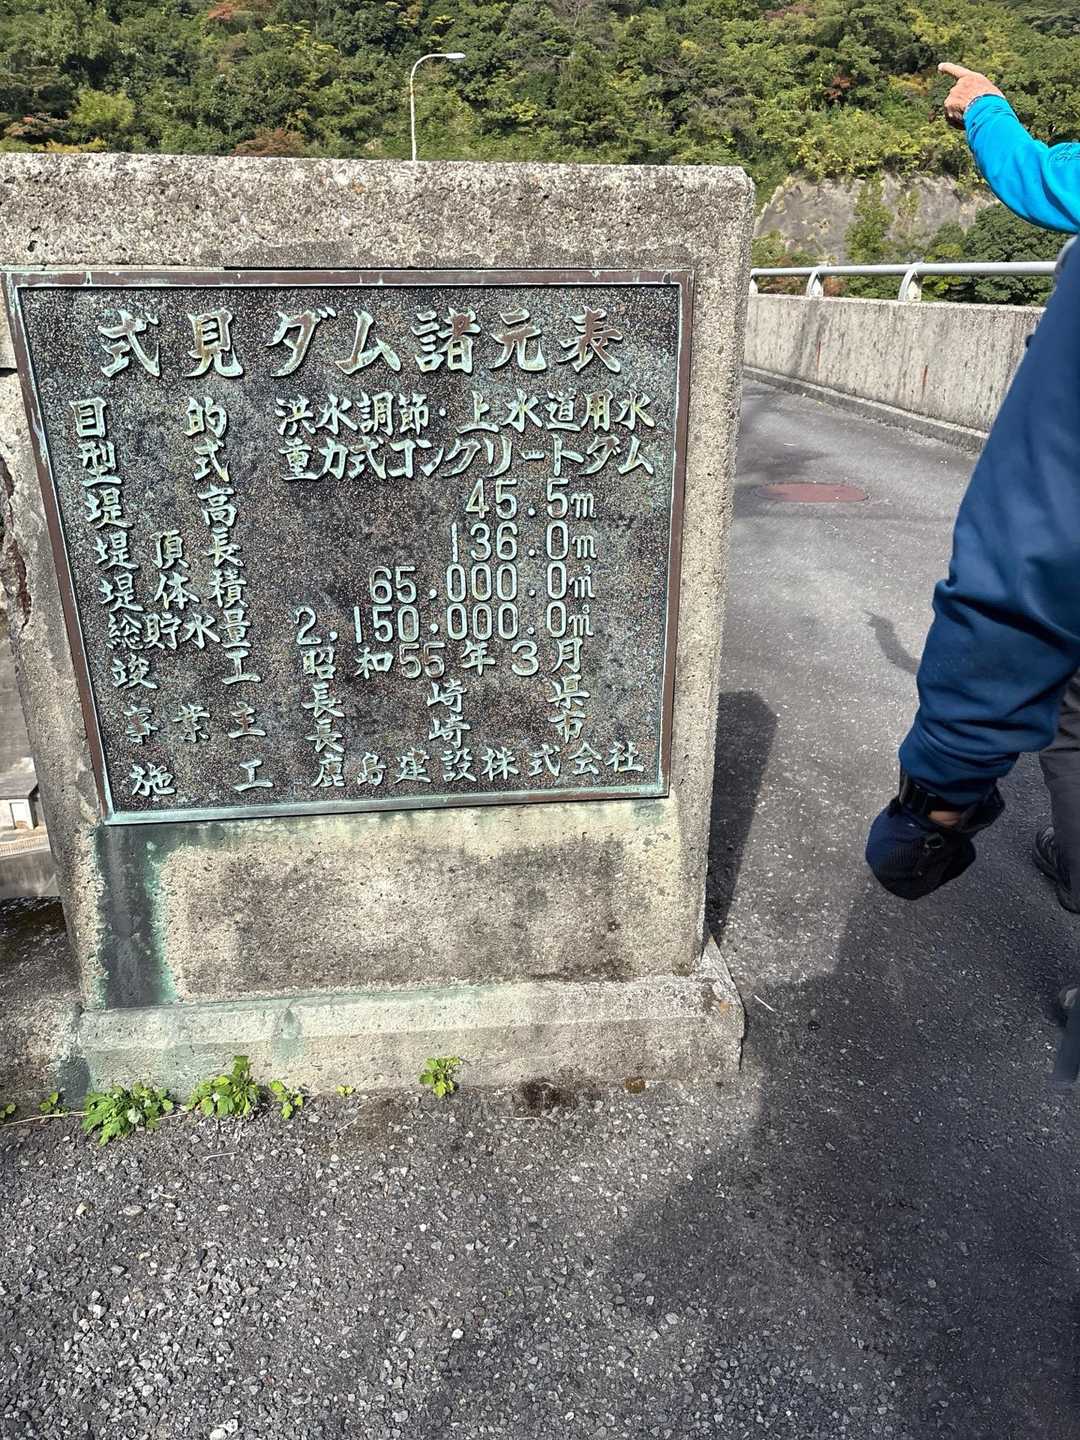 式見ダム諸元表
目的 洪水調節・上水道用水
型式 重力式コンクリートダム
堤高 45.5m
堤頂長 136.0m
堤体積 65.000.0㎥
総貯水量 2.150.000.0㎥
竣工 昭和55年3月
長崎県
事業主 長崎市
施工 鹿島建設株式会社